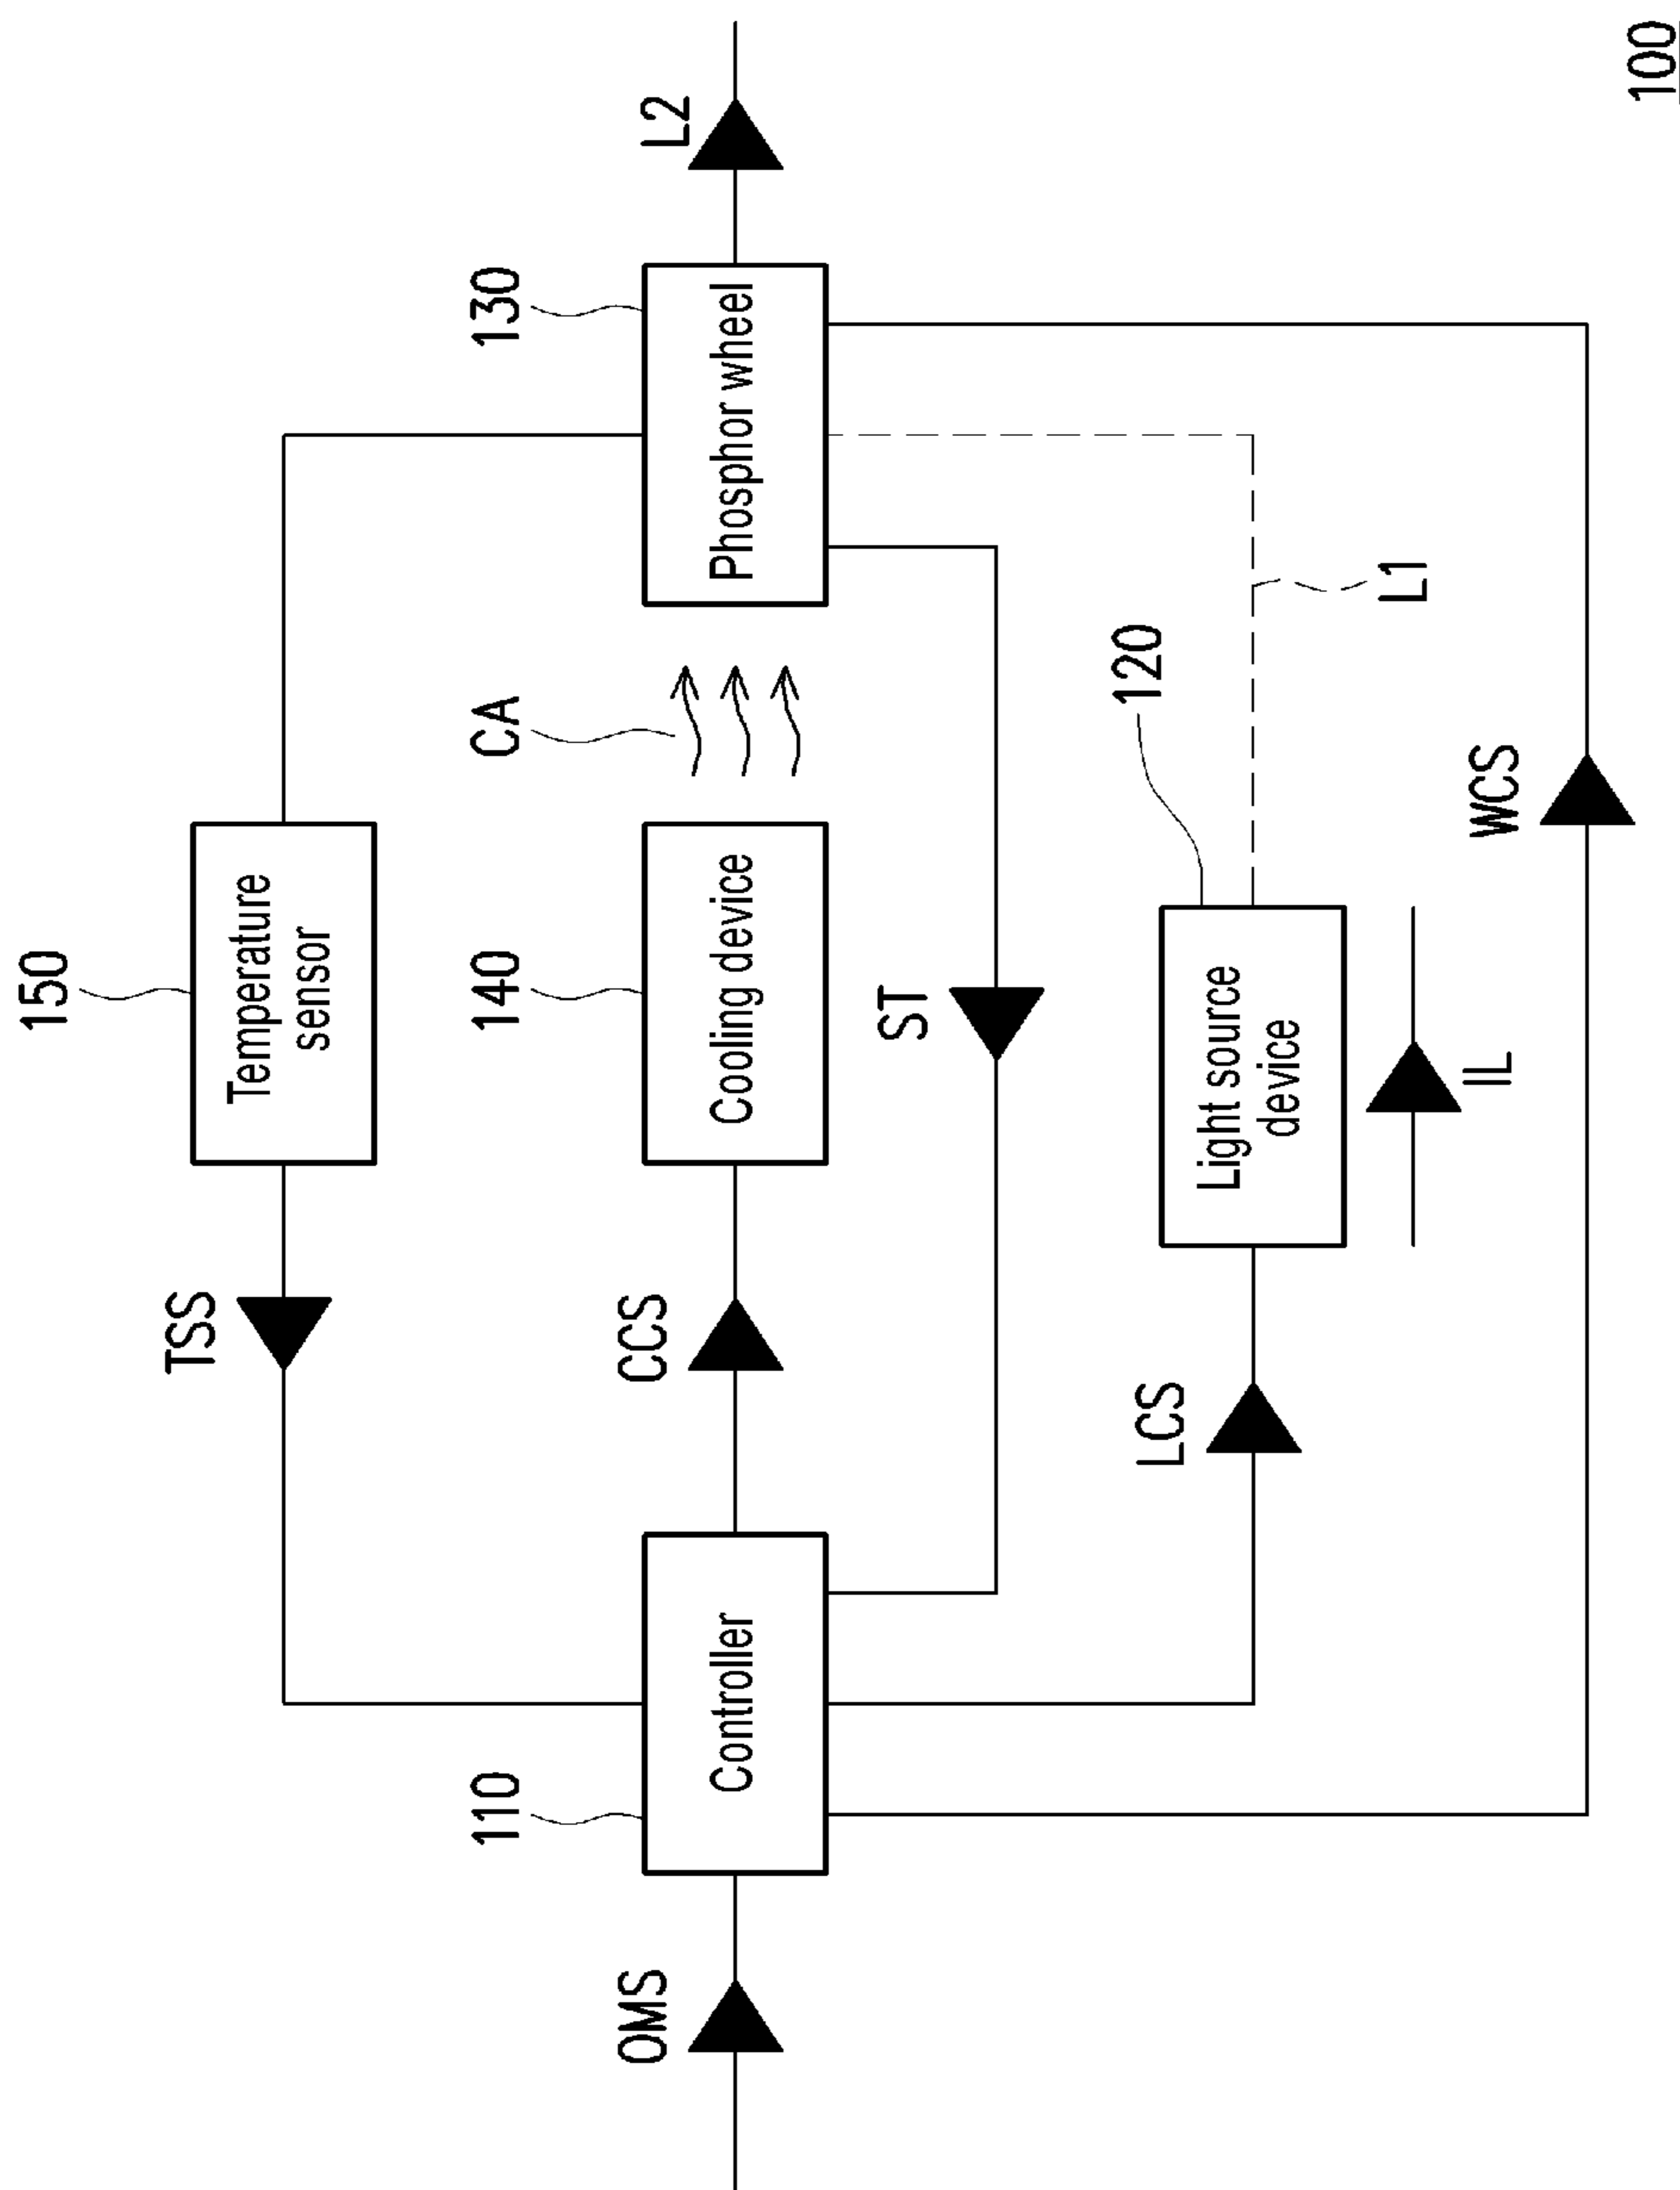 150
Temperature
sensor
TSS
110
140
CA
130
OMS
Controller
CCS
Cooling device
Phosphor wheel
L2
ST
LCS
120
Light source
device
L1
IL
WCS
100